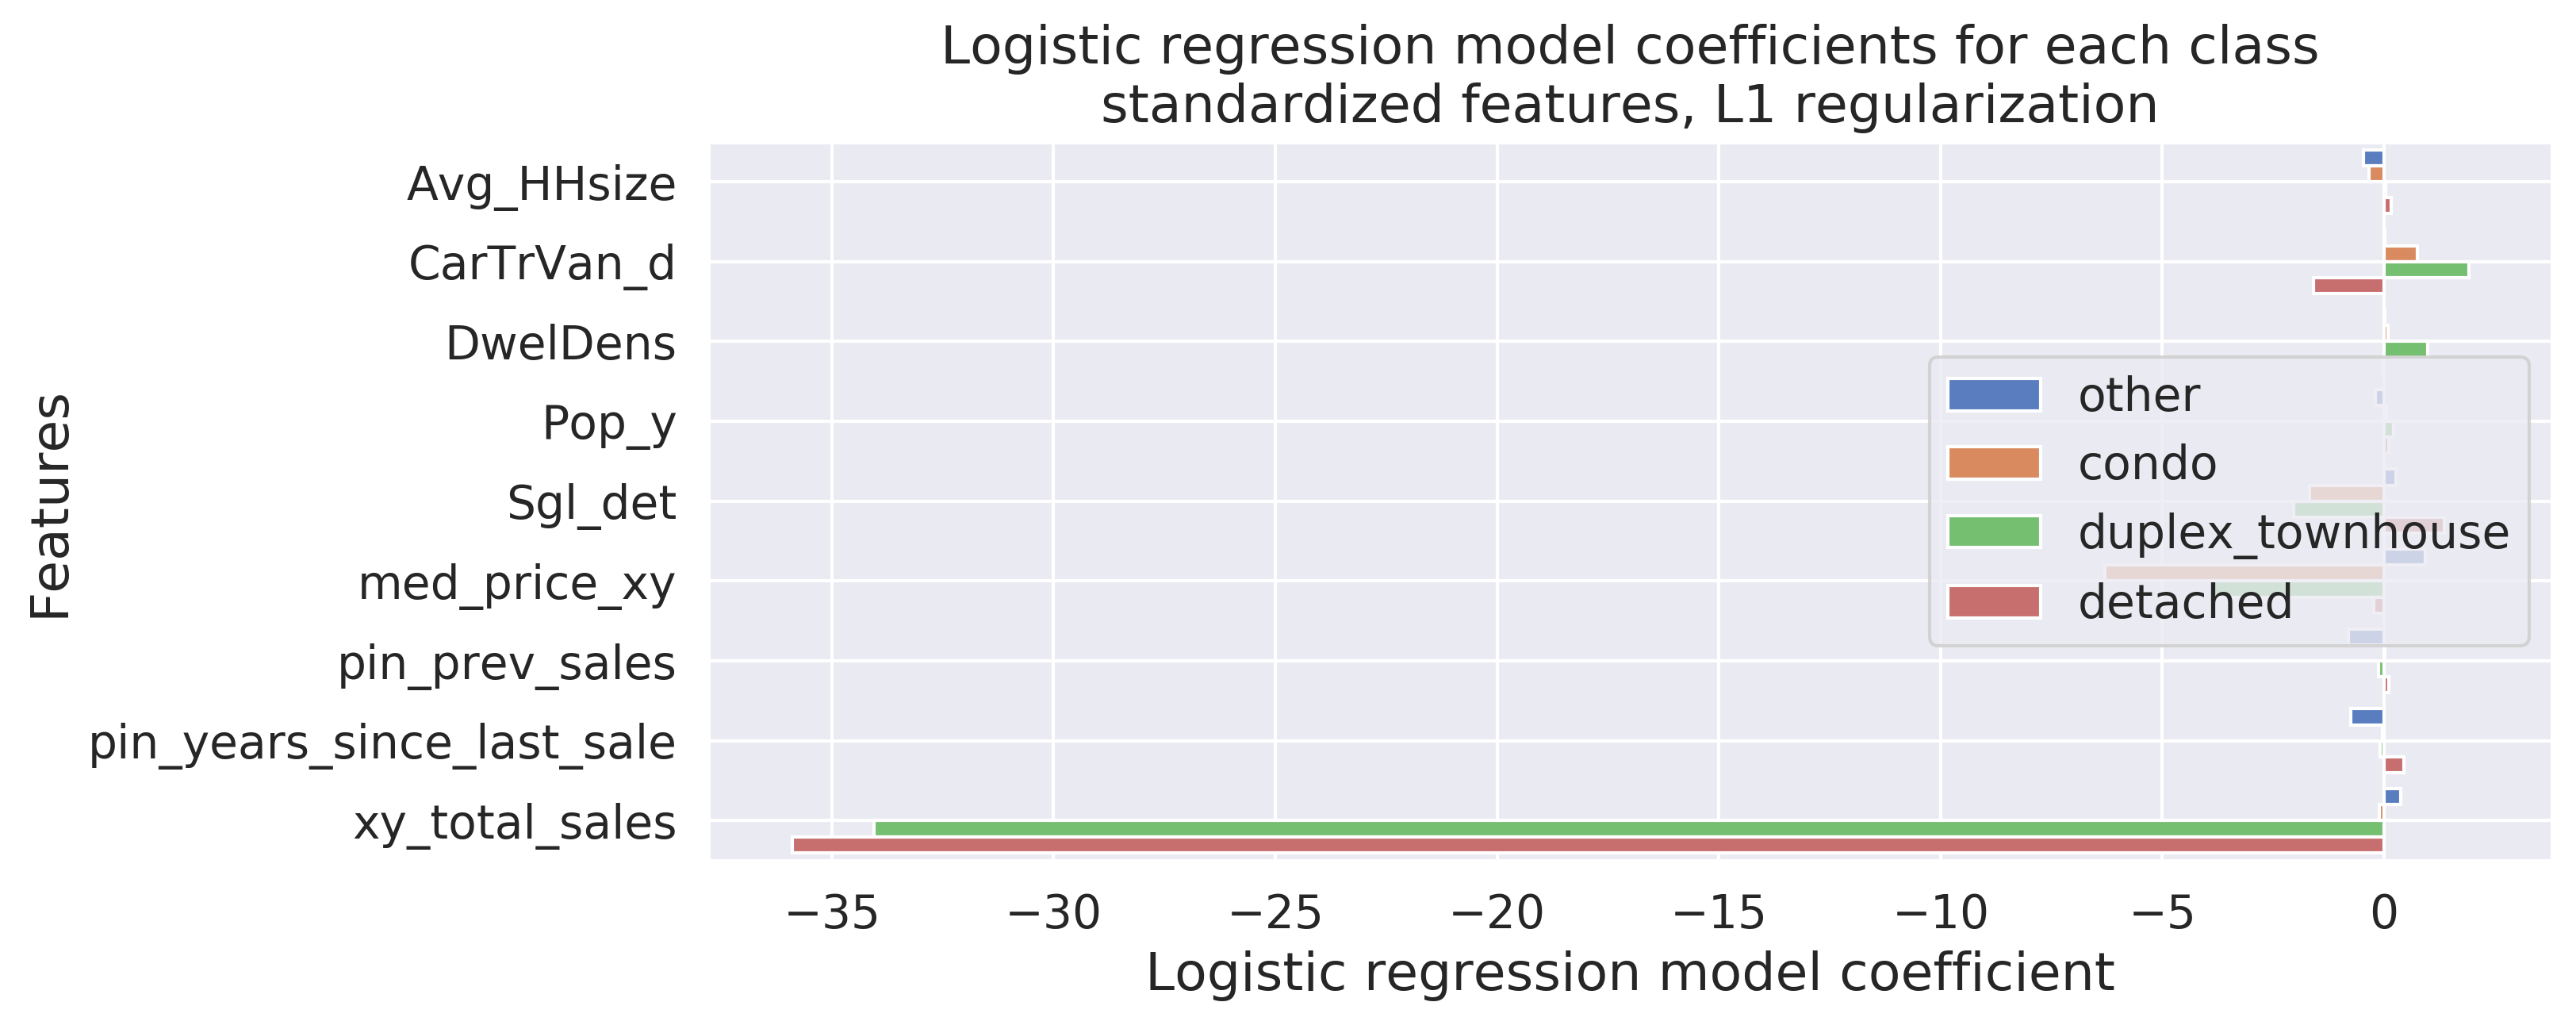 Logistic regression model coefficients for each class
standardized features, L1 regularization
Features
Avg_HHsize
CarTrVan_d
DwelDens
Pop_y
Sgl_det
med_price_xy
pin_prev_sales
pin_years_since_last_sale
xy_total_sales
other
condo
duplex_townhouse
detached
−35 −30 −25 −20 −15 −10 −5 0
Logistic regression model coefficient